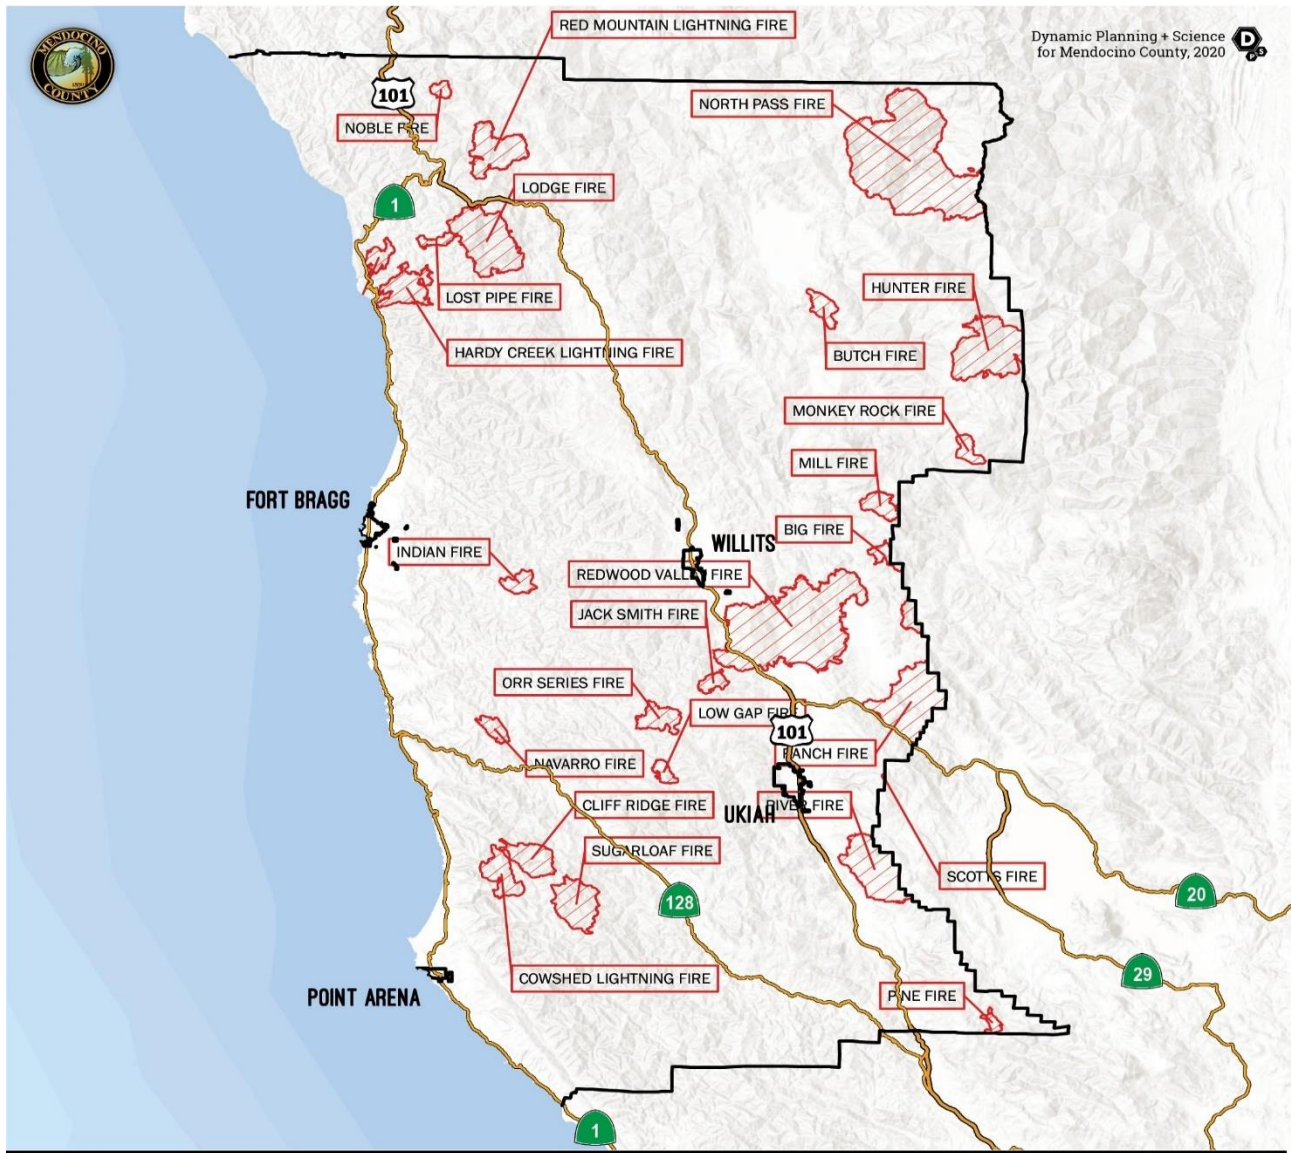 RED MOUNTAIN LIGHTNING FIRE
Dynamic Planning + Science
for Mendocino County, 2020
D
P
S
MENDOCINO
COUNTY
101
NORTH PASS FIRE
NOBLE FIRE
LODGE FIRE
1
HUNTER FIRE
LOST PIPE FIRE
HARDY CREEK LIGHTNING FIRE
BUTCH FIRE
MONKEY ROCK FIRE
MILL FIRE
FORT BRAGG
BIG FIRE
WILLITS
INDIAN FIRE
REDWOOD VALLEY FIRE
JACK SMITH FIRE
ORR SERIES FIRE
LOW GAP FIRE
101
RANCH FIRE
NAVARRO FIRE
CLIFF RIDGE FIRE
RIVER FIRE
UKIAH
SUGARLOAF FIRE
SCOTTS FIRE
20
128
29
COWSHED LIGHTNING FIRE
POINT ARENA
PINE FIRE
1